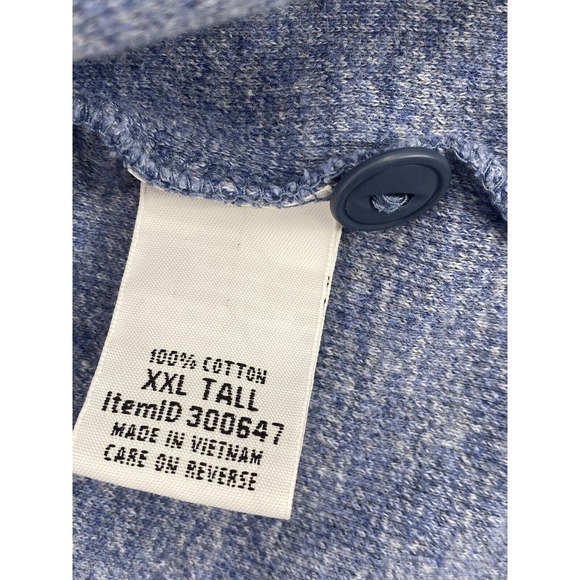 100% COTTON
XXL TALL
ItemID 300647
MADE IN VIETNAM
CARE ON REVERSE